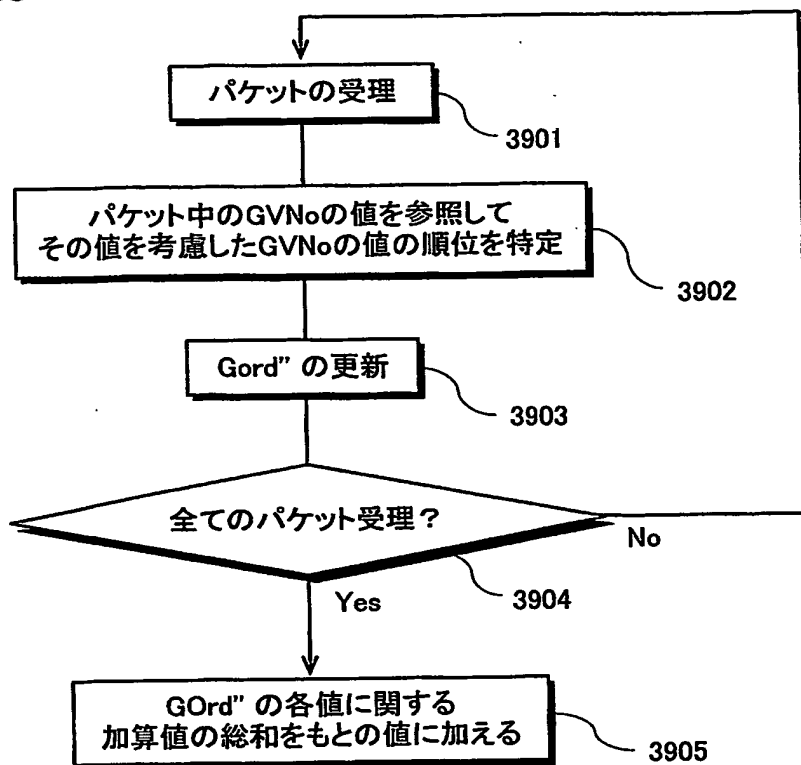 パケットの受理
3901
パケット中のGVNoの値を参照して
その値を考慮したGVNoの値の順位を特定
3902
Gord” の更新
3903
全てのパケット受理？
No
3904
Yes
GOrd” の各値に関する
加算値の総和をもとの値に加える
3905